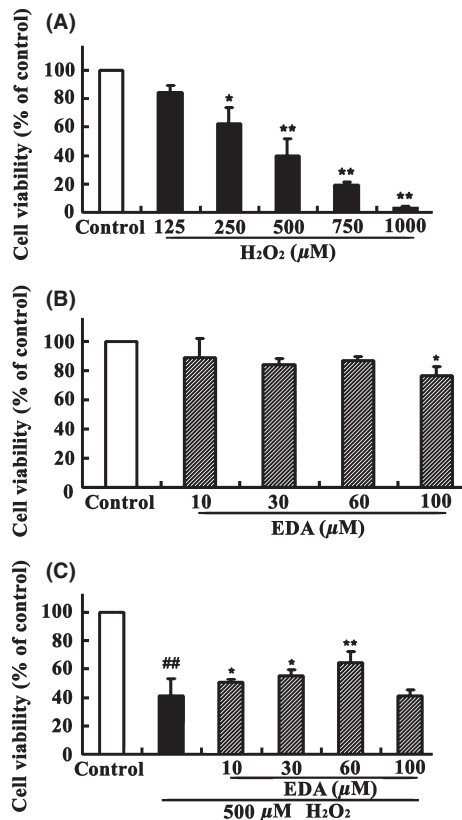 (A)
Cell viability (% of control)
100
80
60
40
20
0
*
**
**
**
Control 125 250 500 750 1000
H₂O₂ (μM)
(B)
Cell viability (% of control)
100
80
60
40
20
0
*
Control 10 30 60 100
EDA (μM)
(C)
Cell viability (% of control)
100
80
60
40
20
0
##
*
*
**
Control 10 30 60 100
EDA (μM)
500 μM H₂O₂